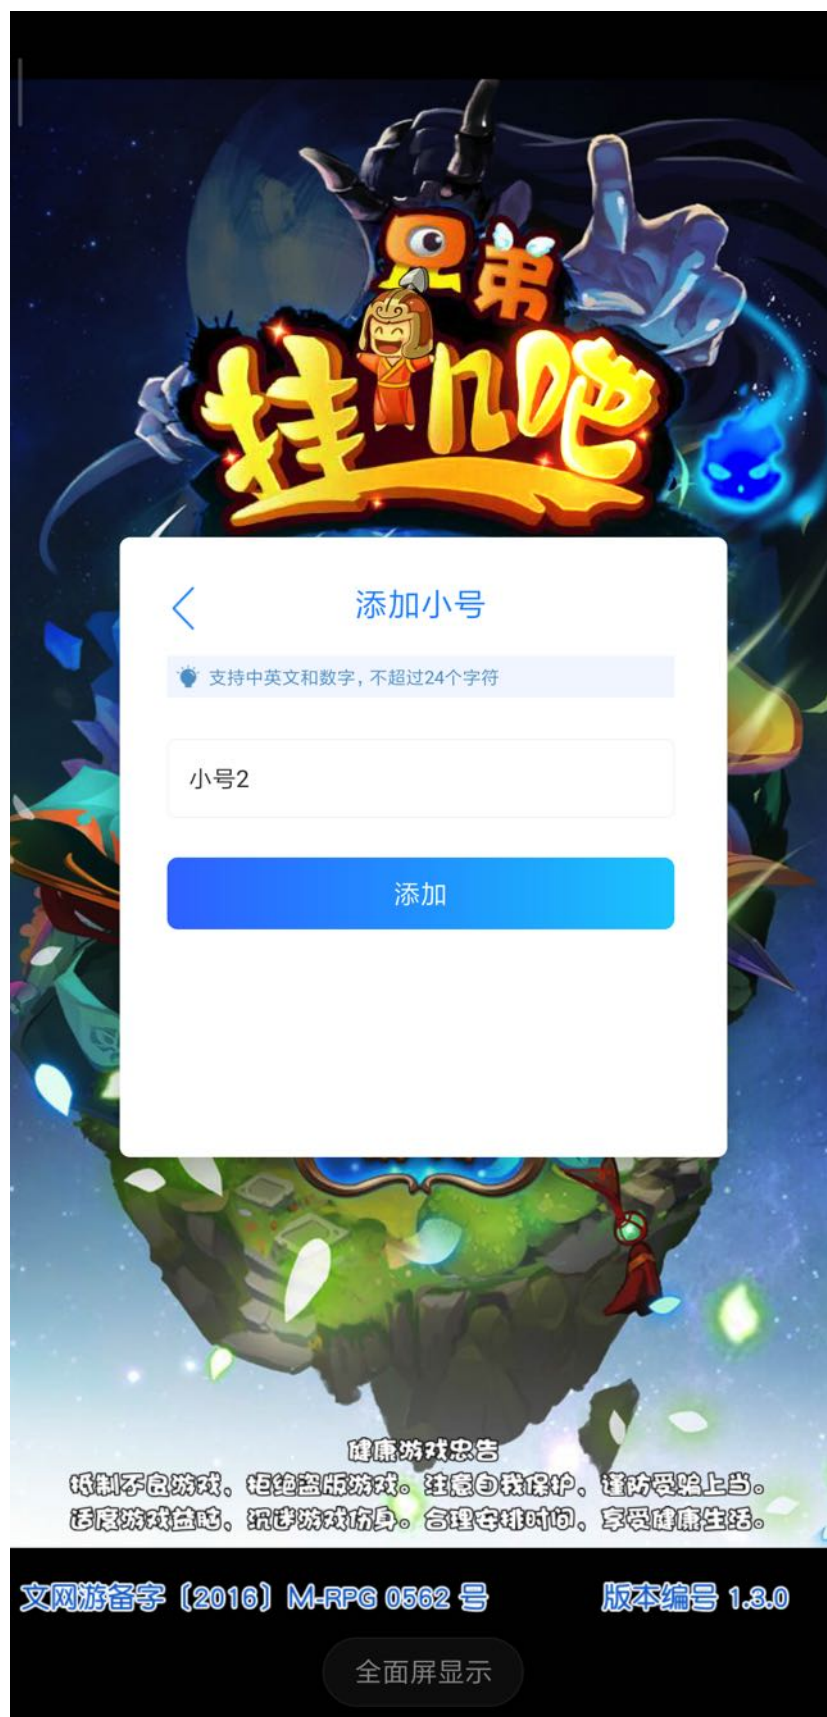 兄弟
挂机吧
添加小号
支持中英文和数字，不超过24个字符
小号2
添加
健康游戏忠告
抵制不良游戏、拒绝盗版游戏。注意自我保护、谨防受骗上当。
适度游戏益脑、沉迷游戏伤身。合理安排时间、享受健康生活。
文网游备字〔2016〕M-RPG 0562 号
版本编号 1.3.0
全面屏显示